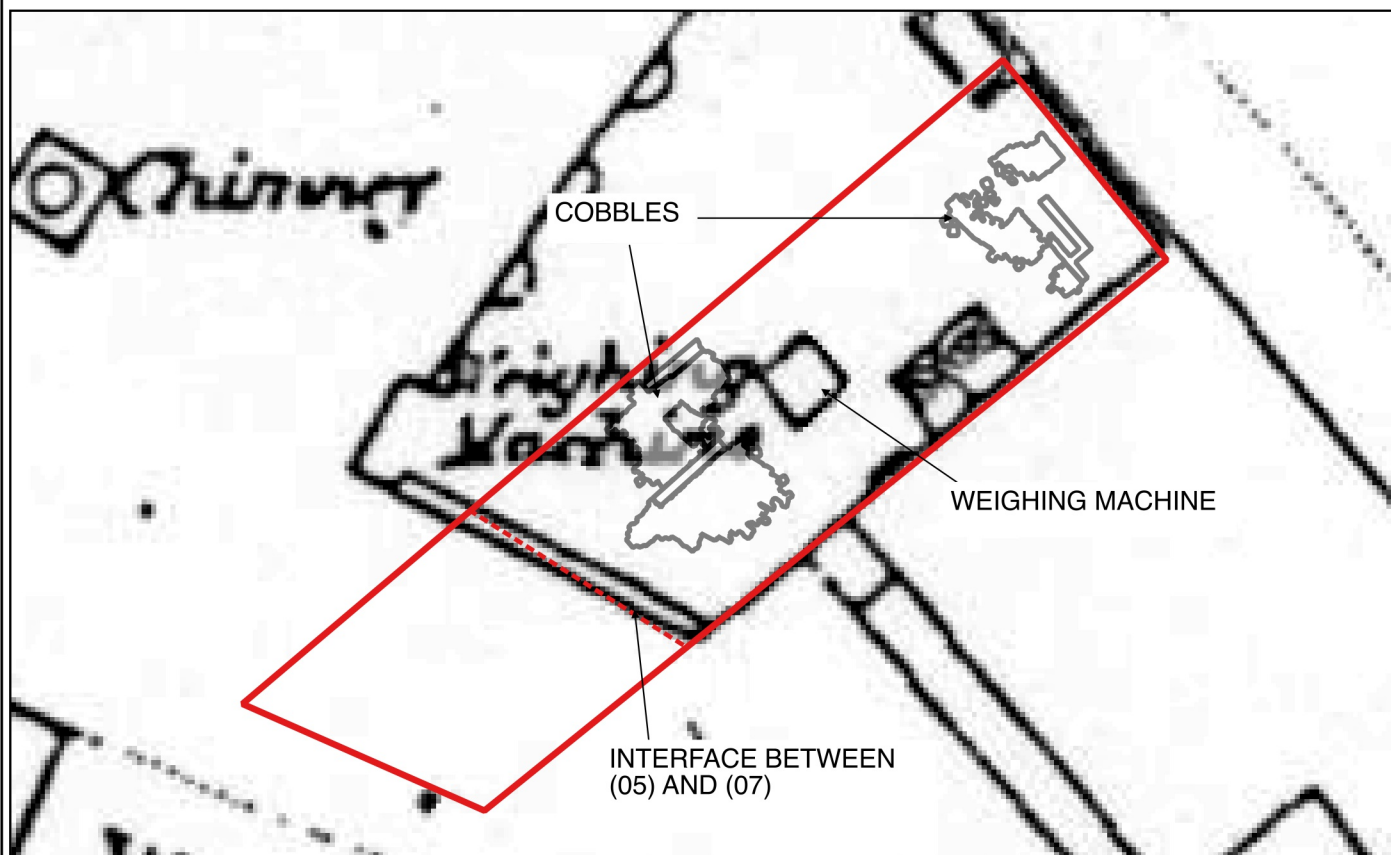 Chimney
COBBLES
WEIGHING MACHINE
INTERFACE BETWEEN
(05) AND (07)